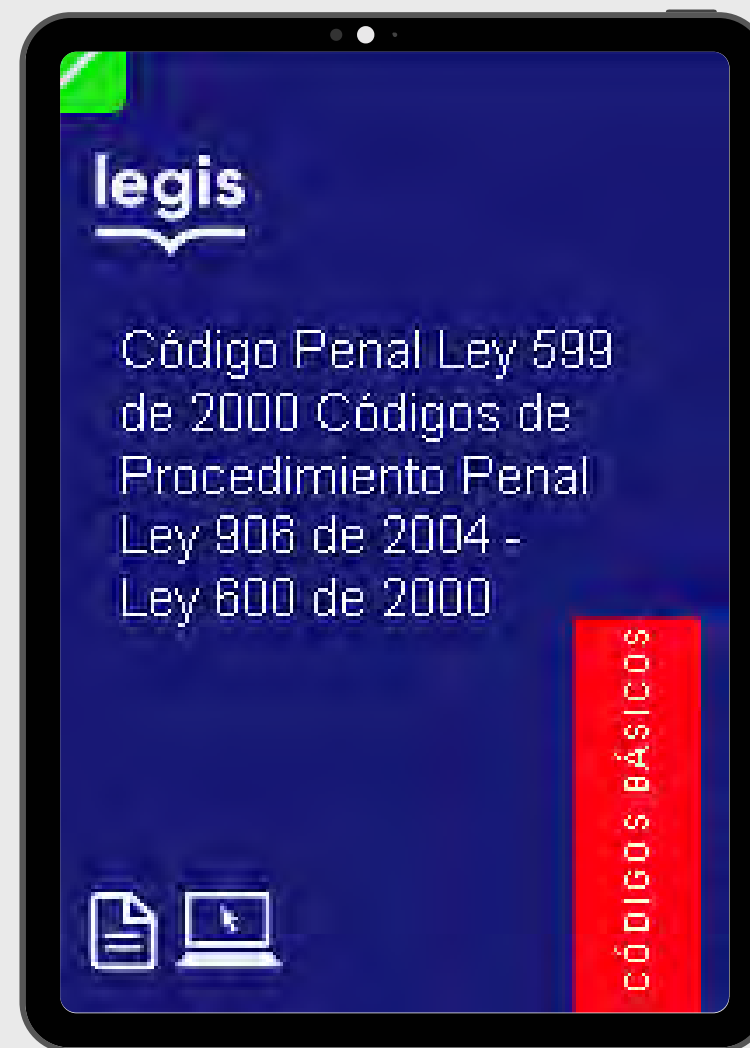 legis
Código Penal Ley 599
de 2000 Códigos de
Procedimiento Penal
Ley 906 de 2004 -
Ley 600 de 2000
CÓDIGOS BÁSICOS